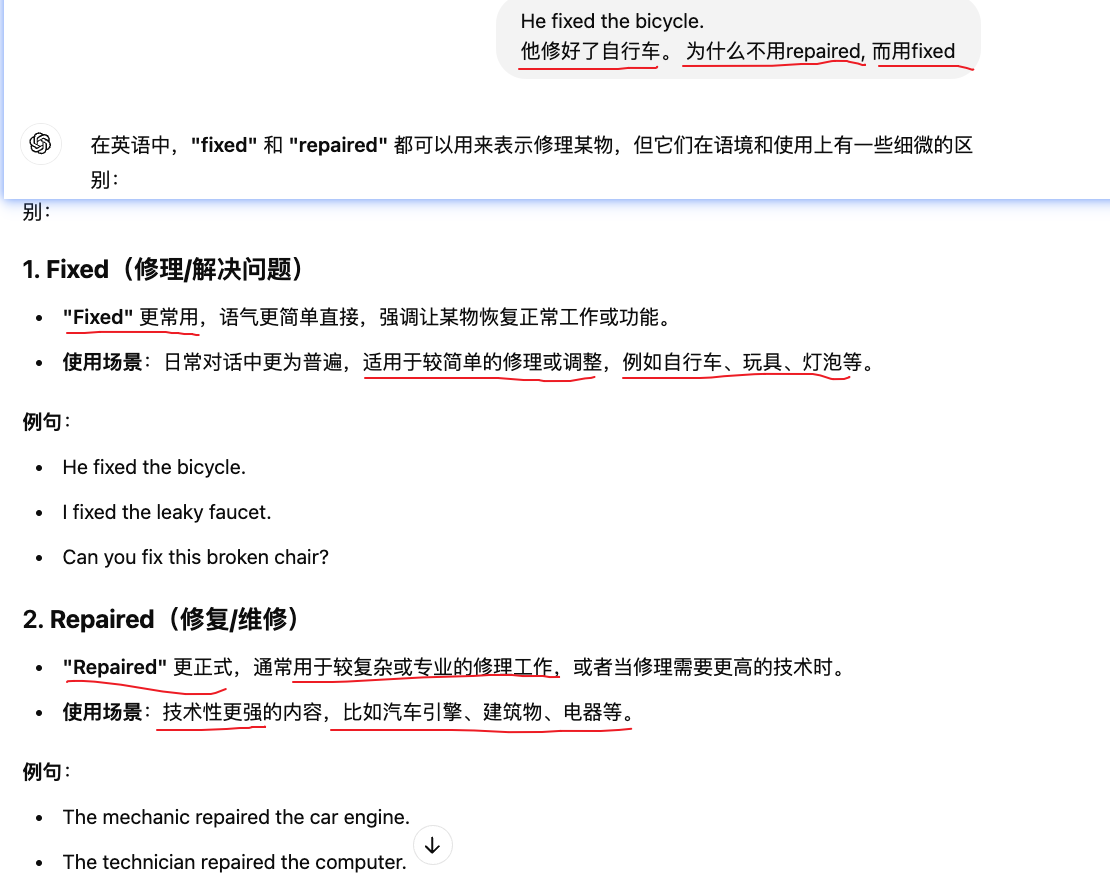 He fixed the bicycle.
他修好了自行车。 为什么不用repaired, 而用fixed
在英语中，"fixed" 和 "repaired" 都可以用来表示修理某物，但它们在语境和使用上有一些细微的区
别：
别：
1. Fixed（修理/解决问题）
• "Fixed" 更常用，语气更简单直接，强调让某物恢复正常工作或功能。
• 使用场景：日常对话中更为普遍，适用于较简单的修理或调整，例如自行车、玩具、灯泡等。
例句：
• He fixed the bicycle.
• I fixed the leaky faucet.
• Can you fix this broken chair?
2. Repaired（修复/维修）
• "Repaired" 更正式，通常用于较复杂或专业的修理工作，或者当修理需要更高的技术时。
• 使用场景：技术性更强的内容，比如汽车引擎、建筑物、电器等。
例句：
• The mechanic repaired the car engine.
• The technician repaired the computer.